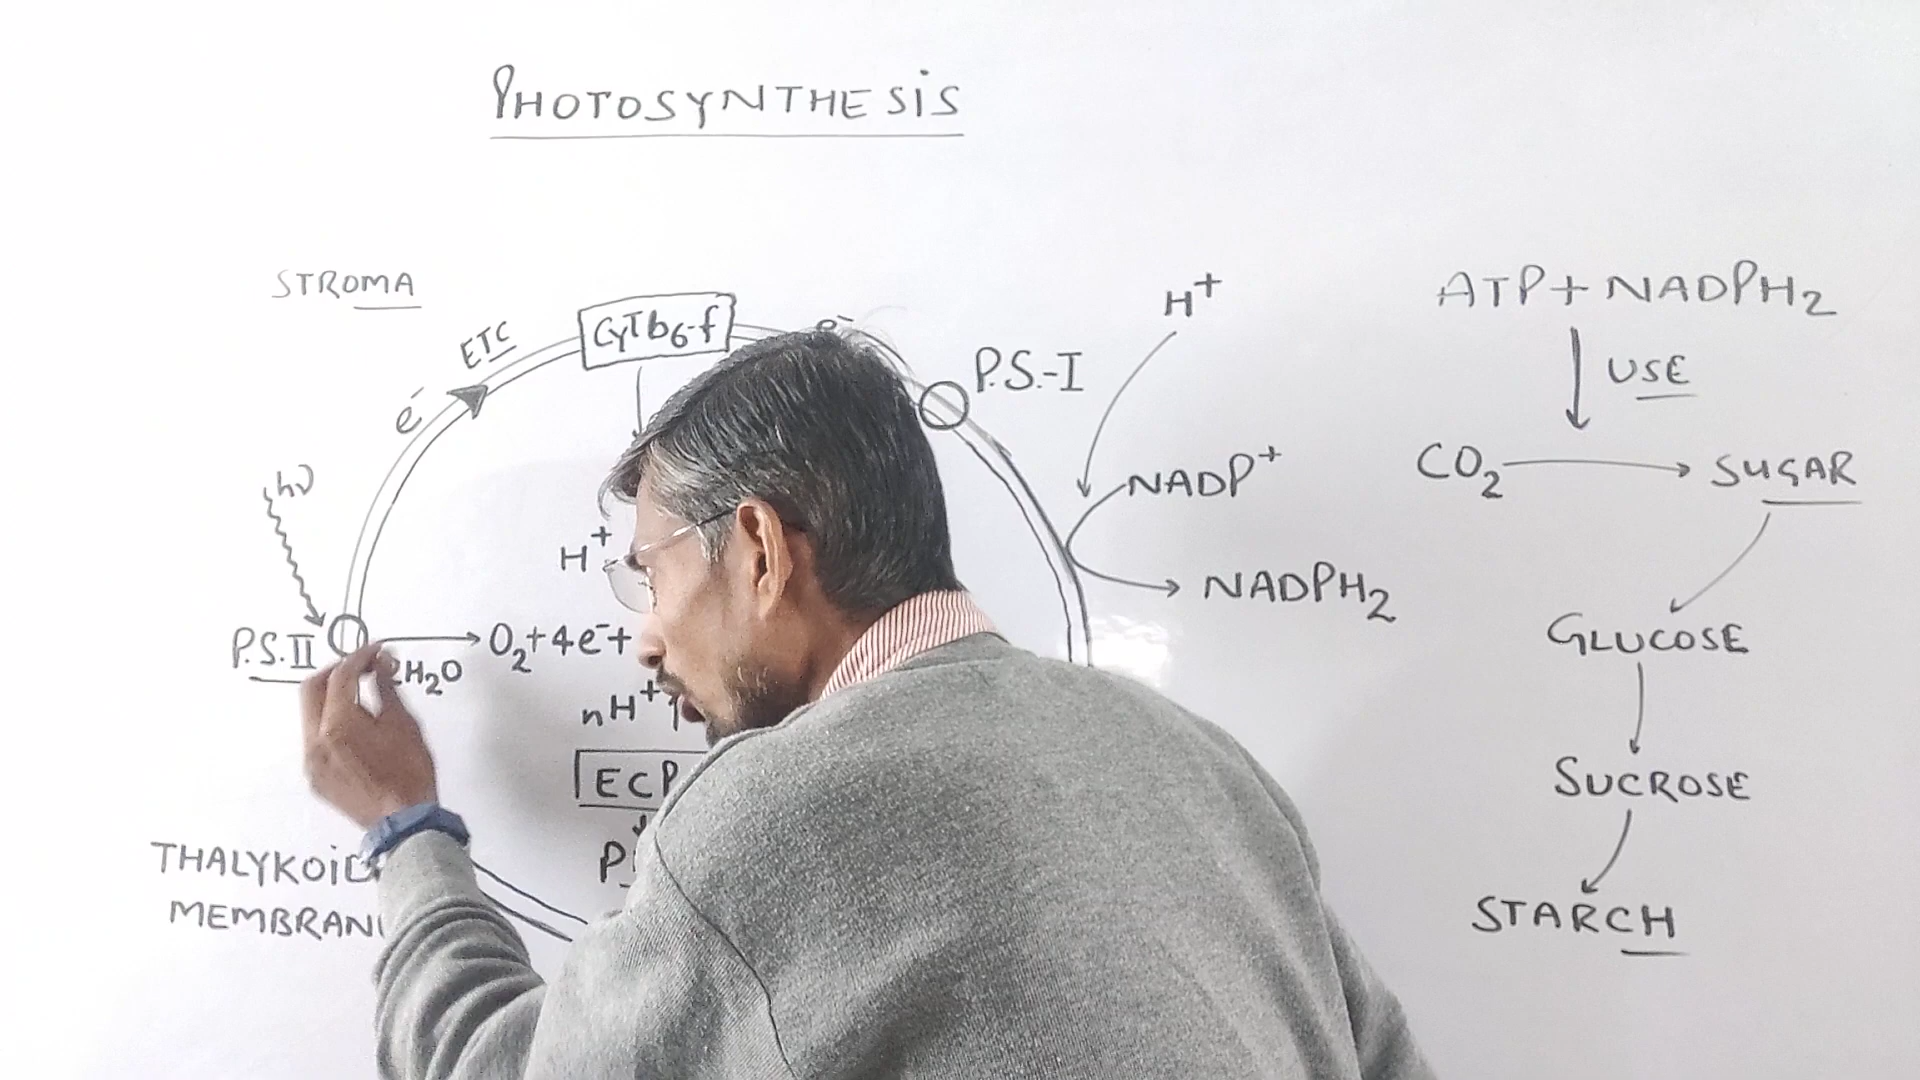 PHOTOSYNTHESIS
STROMA
ETC
CyTb6-f
e-
e-
P.S.-I
H+
hν
NADP+
NADPH2
H+
P.S.II
2H2O
O2+4e-+
nH+↑
ECP
P
THALYKOID
MEMBRAN
ATP+NADPH2
USE
CO2 → SUGAR
GLUCOSE
SUCROSE
STARCH